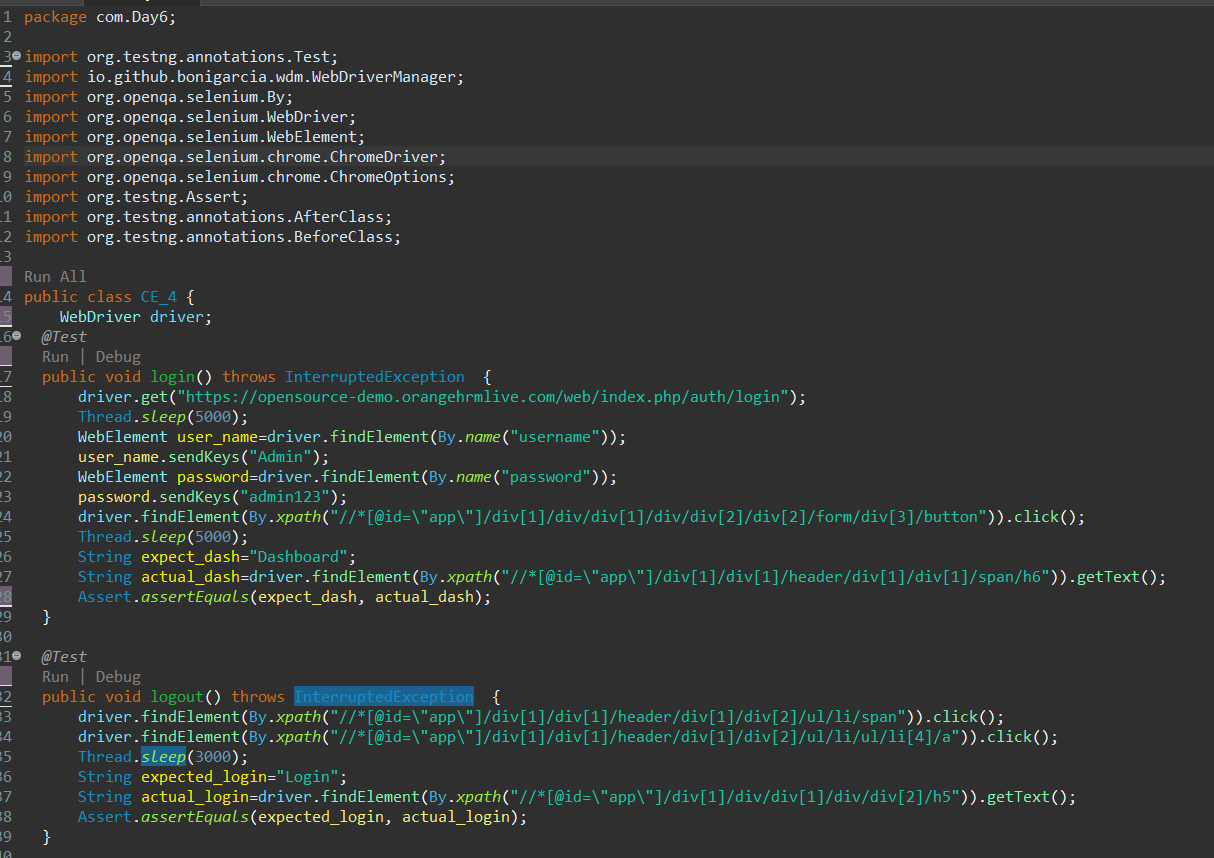 1 package com.Day6;
2
3 import org.testng.annotations.Test;
4 import io.github.bonigarcia.wdm.WebDriverManager;
5 import org.openqa.selenium.By;
6 import org.openqa.selenium.WebDriver;
7 import org.openqa.selenium.WebElement;
8 import org.openqa.selenium.chrome.ChromeDriver;
9 import org.openqa.selenium.chrome.ChromeOptions;
0 import org.testng.Assert;
1 import org.testng.annotations.AfterClass;
2 import org.testng.annotations.BeforeClass;
3
Run All
4 public class CE_4 {
5     WebDriver driver;
6   @Test
  Run | Debug
7   public void login() throws InterruptedException  {
8       driver.get("https://opensource-demo.orangehrmlive.com/web/index.php/auth/login");
9       Thread.sleep(5000);
20       WebElement user_name=driver.findElement(By.name("username"));
21       user_name.sendKeys("Admin");
22       WebElement password=driver.findElement(By.name("password"));
23       password.sendKeys("admin123");
24       driver.findElement(By.xpath("//*[@id=\"app\"]/div[1]/div/div[1]/div/div[2]/div[2]/form/div[3]/button")).click();
25       Thread.sleep(5000);
26       String expect_dash="Dashboard";
27       String actual_dash=driver.findElement(By.xpath("//*[@id=\"app\"]/div[1]/div[1]/header/div[1]/div[1]/span/h6")).getText();
28       Assert.assertEquals(expect_dash, actual_dash);
29   }
30
31   @Test
  Run | Debug
32   public void logout() throws InterruptedException  {
33       driver.findElement(By.xpath("//*[@id=\"app\"]/div[1]/div[1]/header/div[1]/div[2]/ul/li/span")).click();
34       driver.findElement(By.xpath("//*[@id=\"app\"]/div[1]/div[1]/header/div[1]/div[2]/ul/li/ul/li[4]/a")).click();
35       Thread.sleep(3000);
36       String expected_login="Login";
37       String actual_login=driver.findElement(By.xpath("//*[@id=\"app\"]/div[1]/div/div[1]/div/div[2]/h5")).getText();
38       Assert.assertEquals(expected_login, actual_login);
39   }